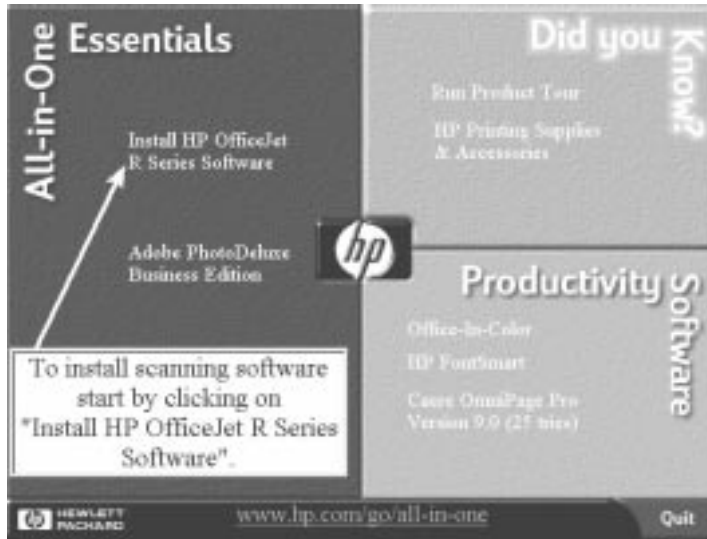 All-in-One
Essentials
Install HP OfficeJet
R Series Software
Adobe PhotoDeluxe
Business Edition
To install scanning software
start by clicking on
"Install HP OfficeJet R Series
Software".
Did you
Know?
Run Product Tour
HP Printing Supplies
& Accessories
hp
Productivity
Software
Office-In-Color
HP FontSmart
Caere OmniPage Pro
Version 9.0 (25 tries)
hp
HEWLETT
PACKARD
www.hp.com/go/all-in-one
Quit